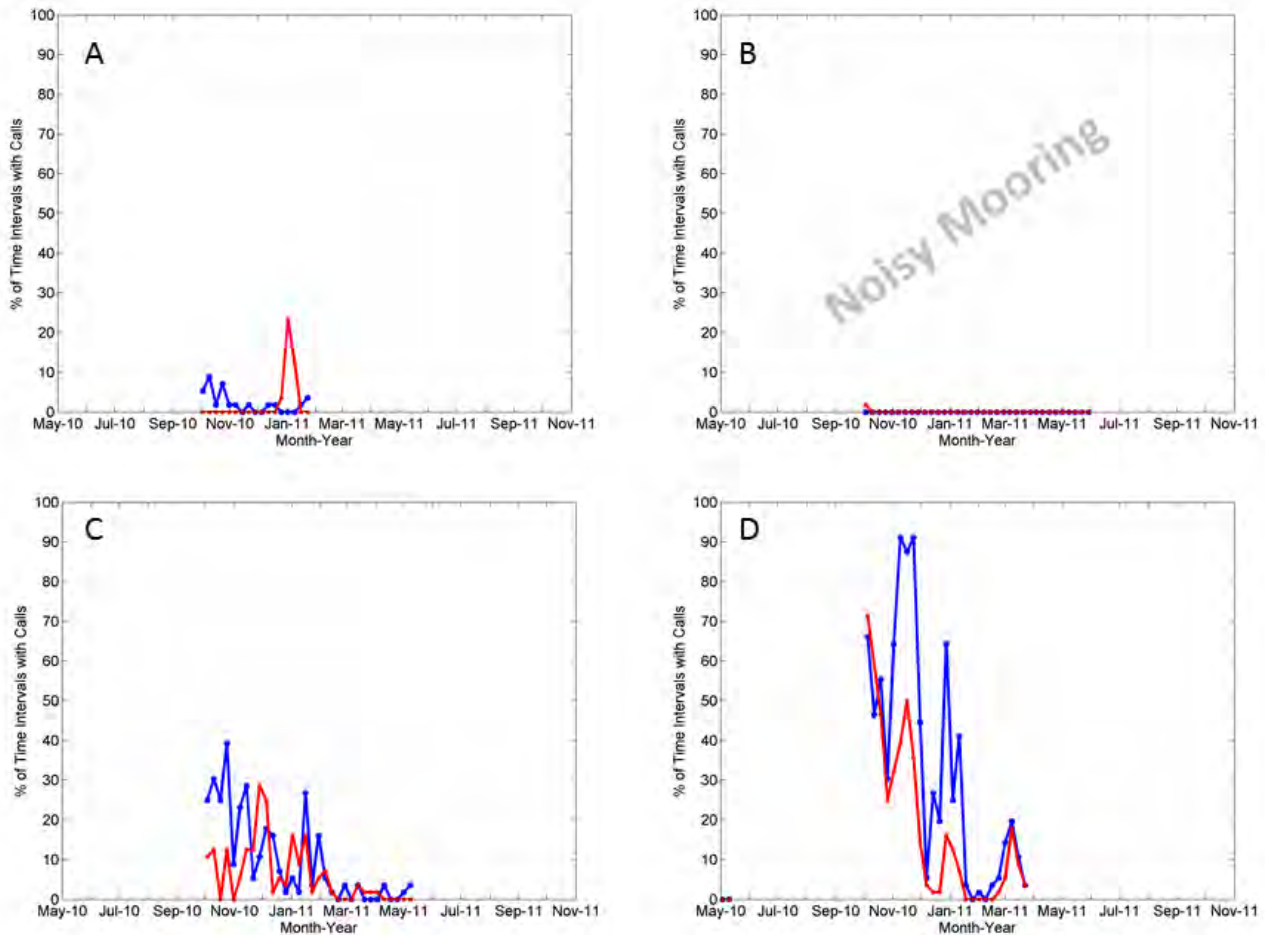 A
% of Time Intervals with Calls
100
90
80
70
60
50
40
30
20
10
0
May-10 Jul-10 Sep-10 Nov-10 Jan-11 Mar-11 May-11 Jul-11 Sep-11 Nov-11
Month-Year
B
Noisy Mooring
% of Time Intervals with Calls
100
90
80
70
60
50
40
30
20
10
0
May-10 Jul-10 Sep-10 Nov-10 Jan-11 Mar-11 May-11 Jul-11 Sep-11 Nov-11
Month-Year
C
% of Time Intervals with Calls
100
90
80
70
60
50
40
30
20
10
0
May-10 Jul-10 Sep-10 Nov-10 Jan-11 Mar-11 May-11 Jul-11 Sep-11 Nov-11
Month-Year
D
% of Time Intervals with Calls
100
90
80
70
60
50
40
30
20
10
0
May-10 Jul-10 Sep-10 Nov-10 Jan-11 Mar-11 May-11 Jul-11 Sep-11 Nov-11
Month-Year